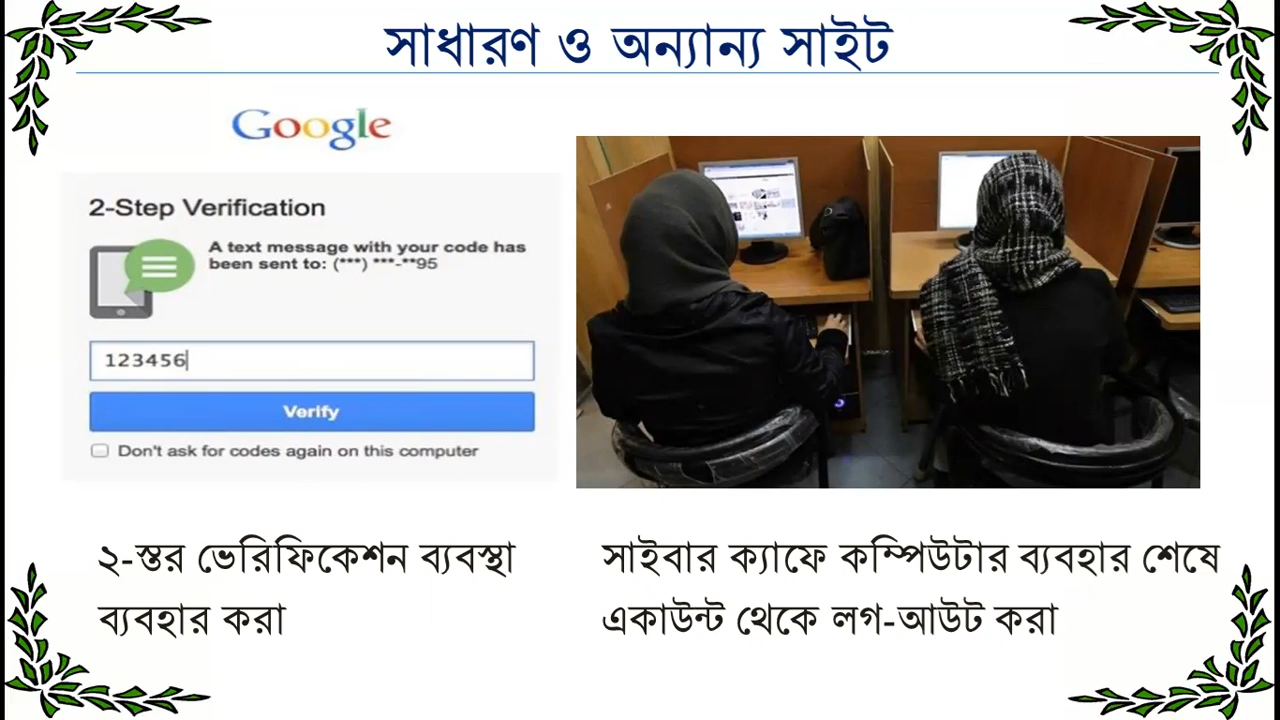 সাধারণ ও অন্যান্য সাইট
Google
2-Step Verification
A text message with your code has
been sent to: (***) ***-**95
123456
Verify
Don't ask for codes again on this computer
২-স্তর ভেরিফিকেশন ব্যবস্থা
ব্যবহার করা
সাইবার ক্যাফে কম্পিউটার ব্যবহার শেষে
একাউন্ট থেকে লগ-আউট করা